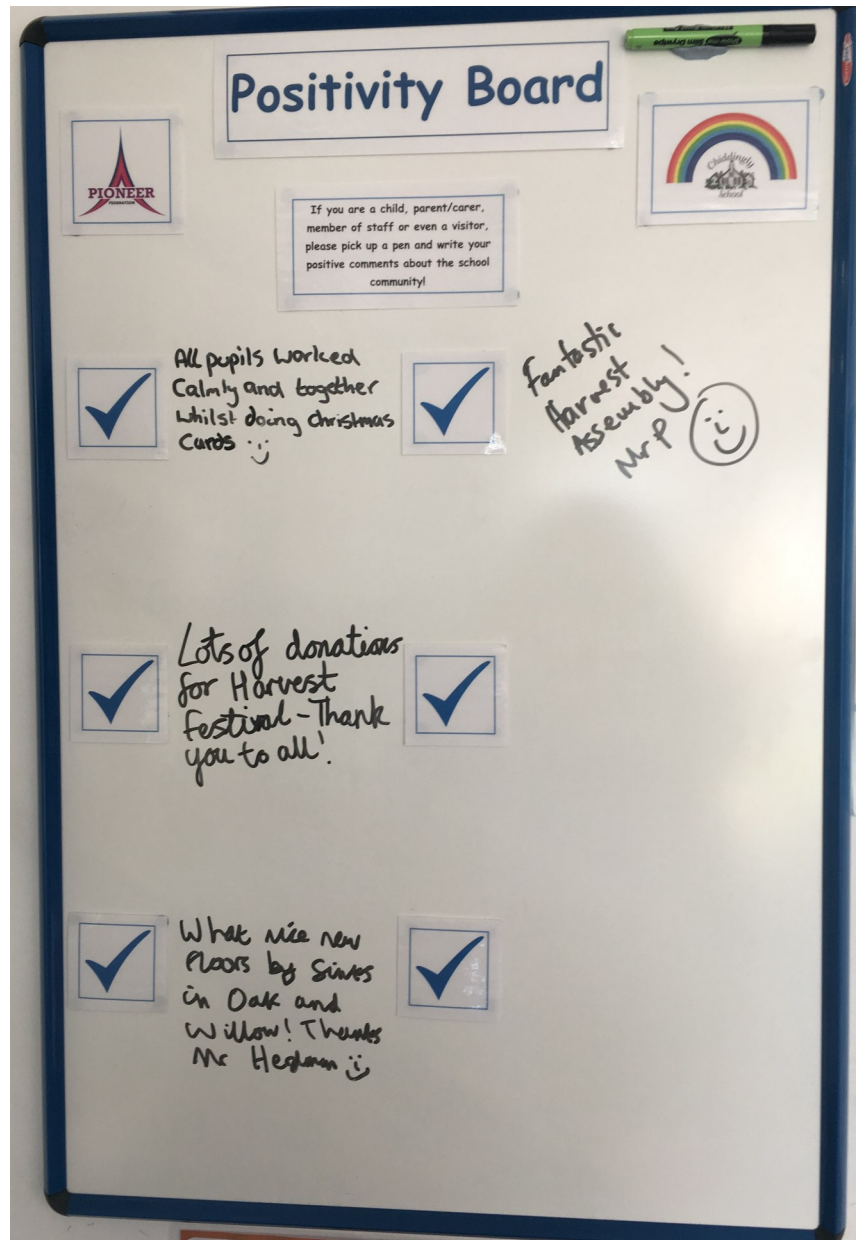 Positivity Board
PIONEER
FEDERATION
Chiddingly
School
If you are a child, parent/carer,
member of staff or even a visitor,
please pick up a pen and write your
positive comments about the school
community!
All pupils worked
Calmly and together
whilst doing christmas
Cards
Fantastic
Harvest
Assembly!
Mr P
Lots of donations
for Harvest
Festival - Thank
you to all!
What nice new
floors by Sinks
in Oak and
Willow! Thanks
Mr